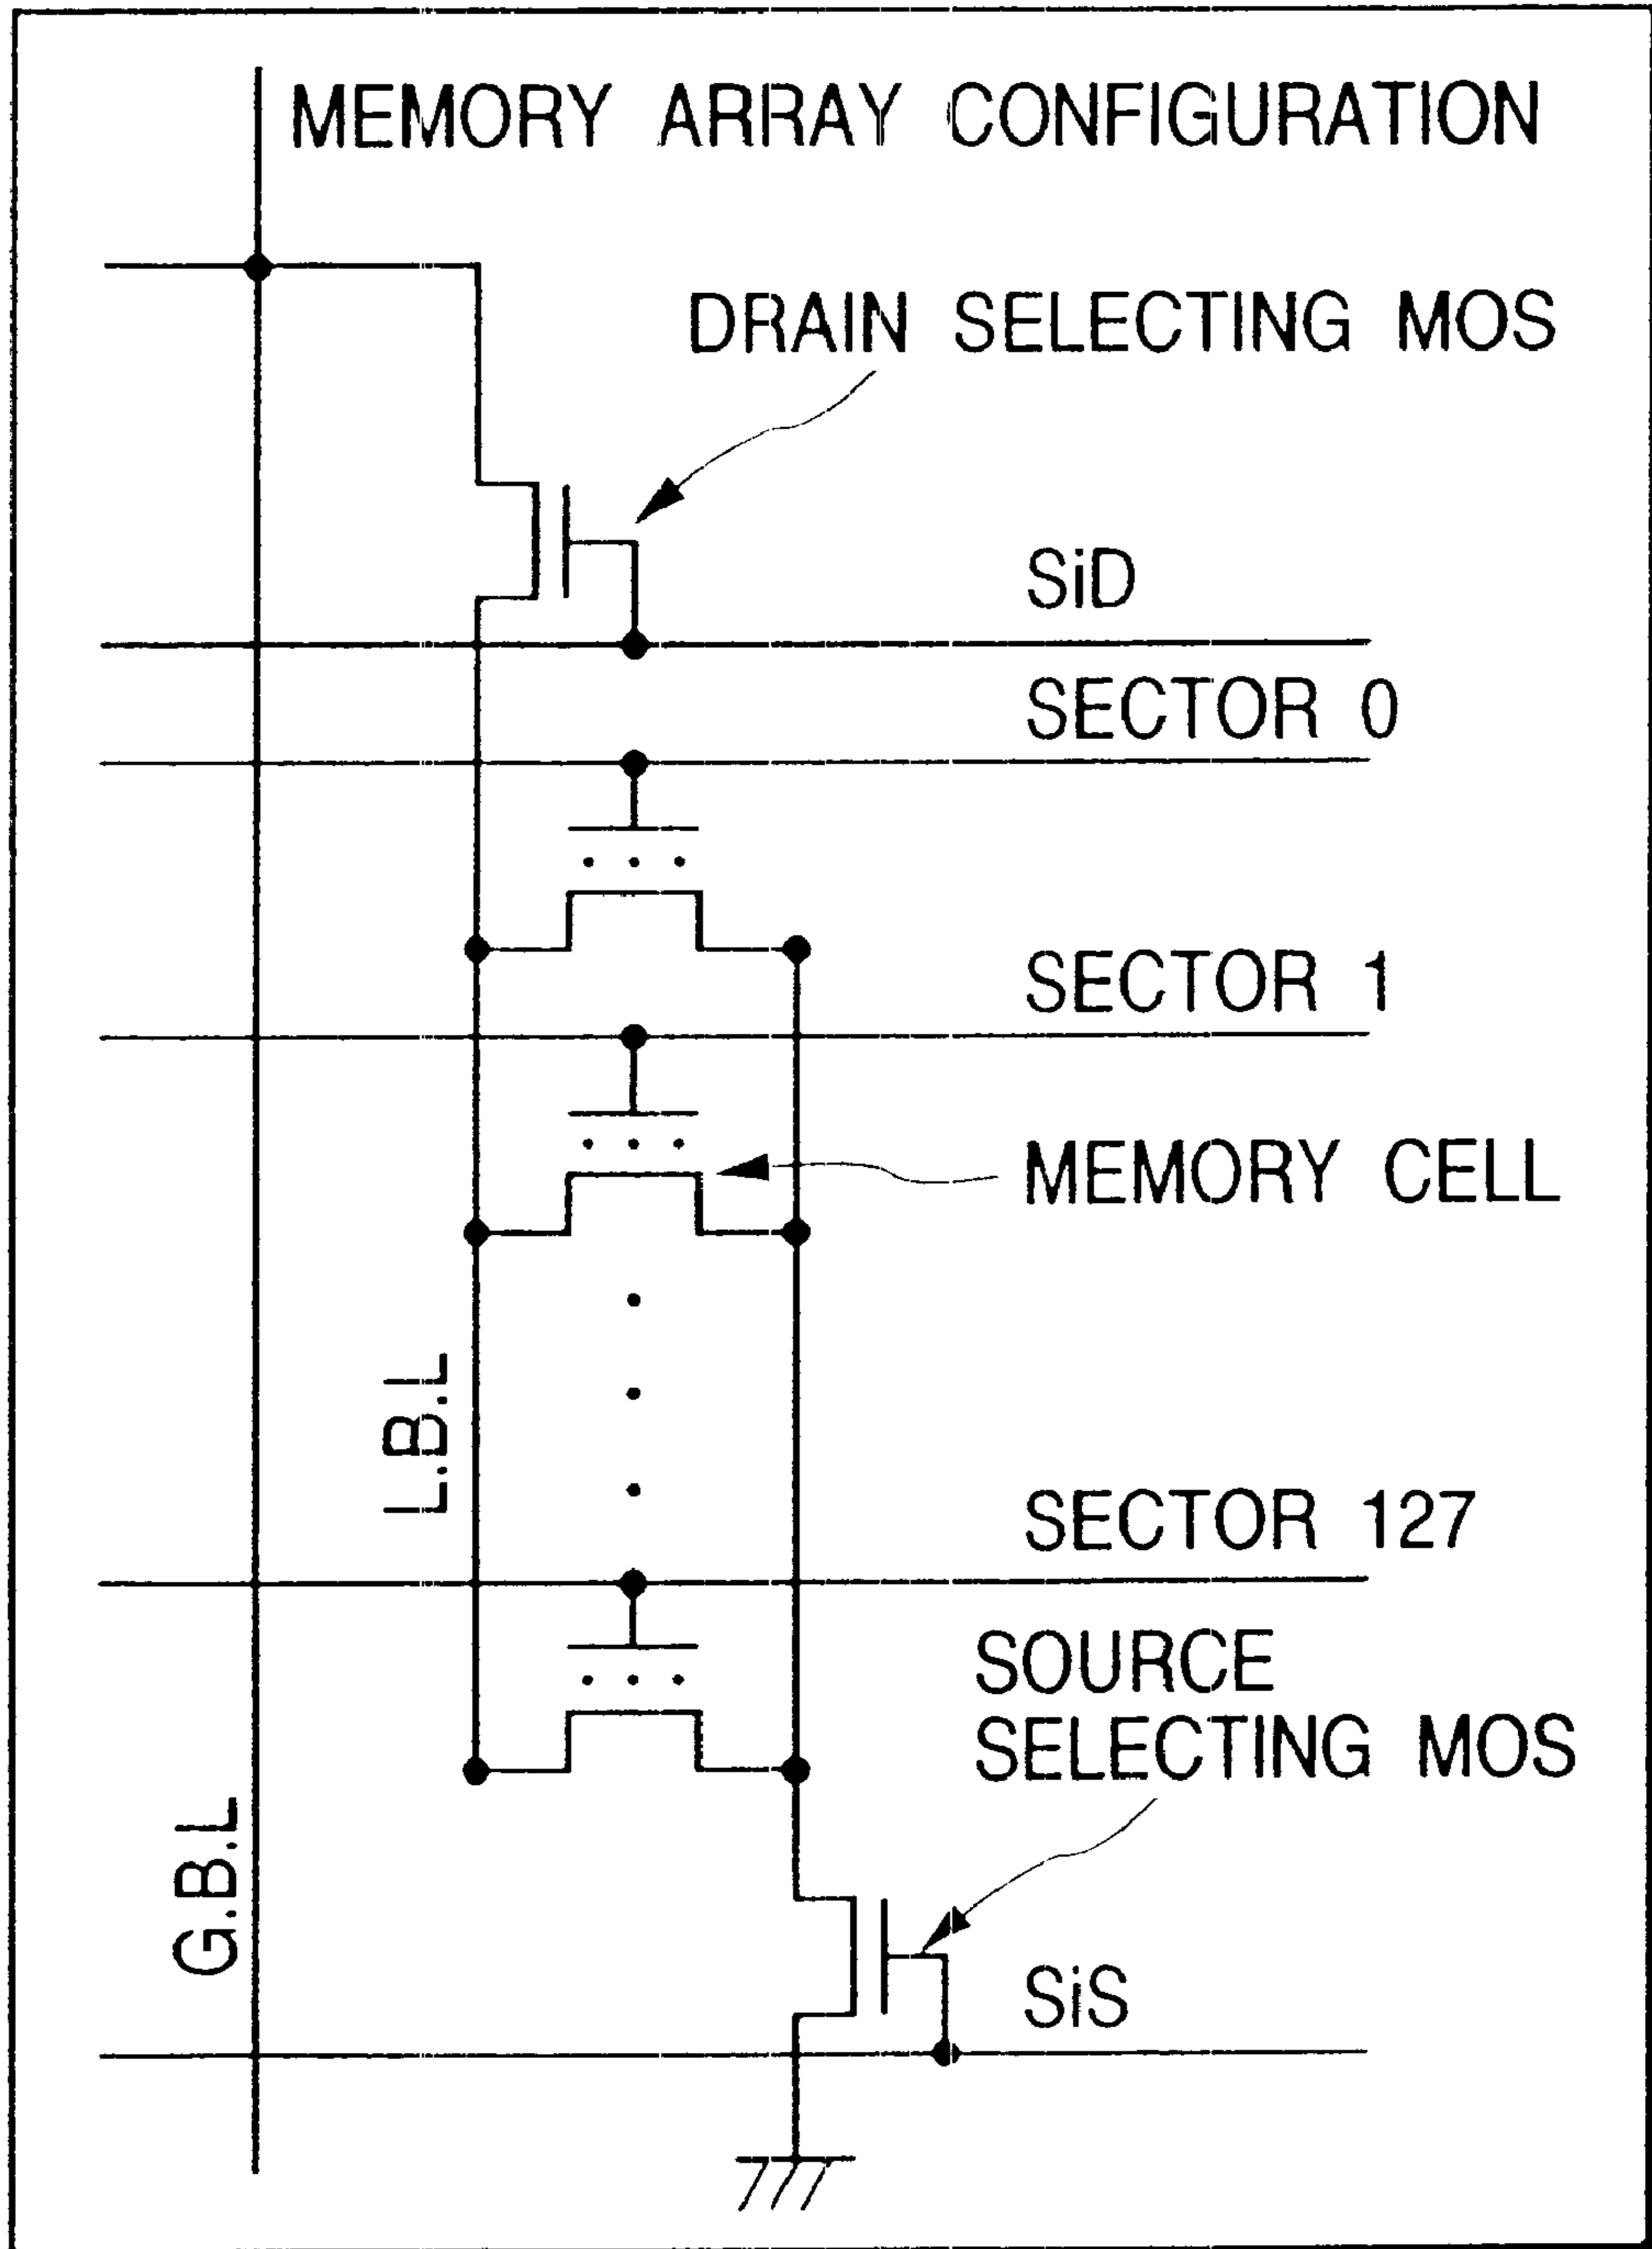 MEMORY ARRAY CONFIGURATION
DRAIN SELECTING MOS
SiD
SECTOR 0
SECTOR 1
MEMORY CELL
L.B.L
SECTOR 127
SOURCE
SELECTING MOS
G.B.L
SiS